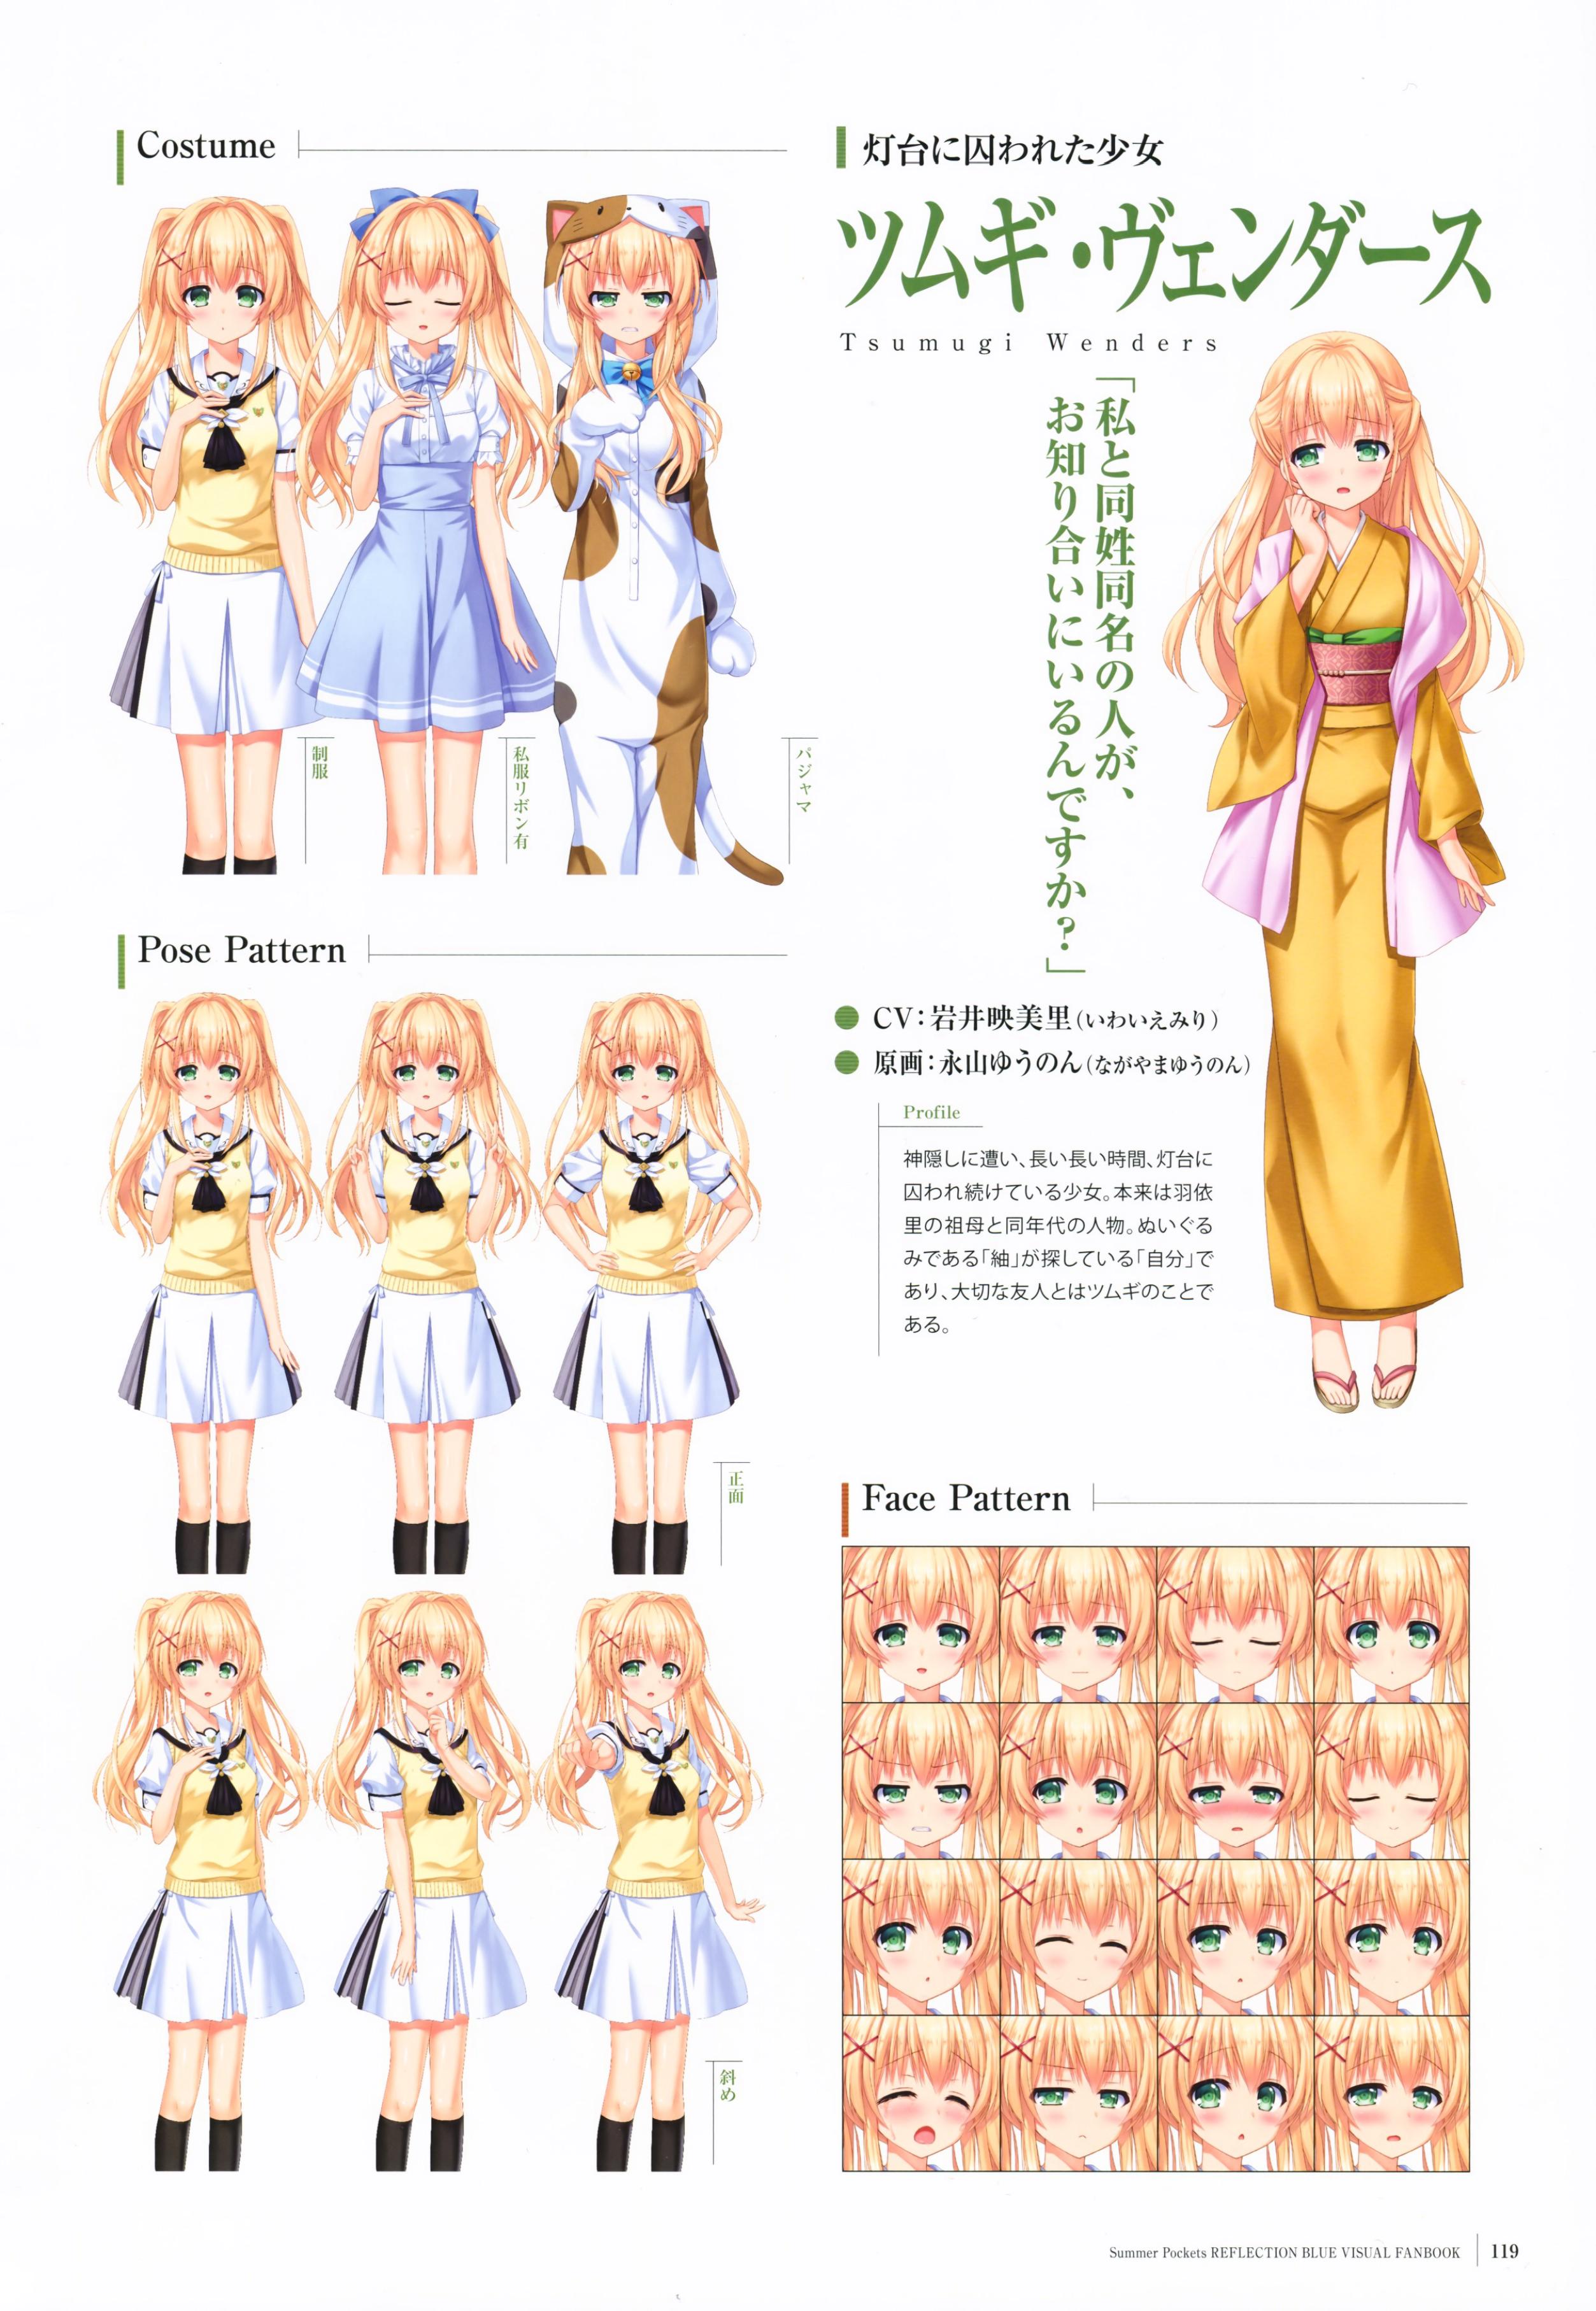 Costume
制服
私服リボン有
パジャマ
Pose Pattern
正面
斜め
灯台に囚われた少女
ツムギ・ヴェンダース
Tsumugi Wenders
「私と同姓同名の人が、
お知り合いにいるんですか？」
CV：岩井映美里（いわいえみり）
原画：永山ゆうのん（ながやまゆうのん）
Profile
神隠しに遭い、長い長い時間、灯台に
囚われ続けている少女。本来は羽依
里の祖母と同年代の人物。ぬいぐる
みである「紬」が探している「自分」で
あり、大切な友人とはツムギのことで
ある。
Face Pattern
Summer Pockets REFLECTION BLUE VISUAL FANBOOK
119